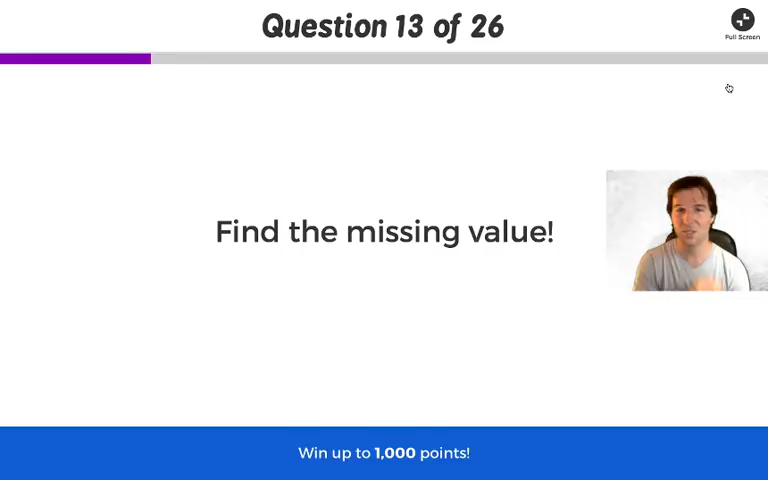 Question 13 of 26
Full Screen
Find the missing value!
Win up to 1,000 points!